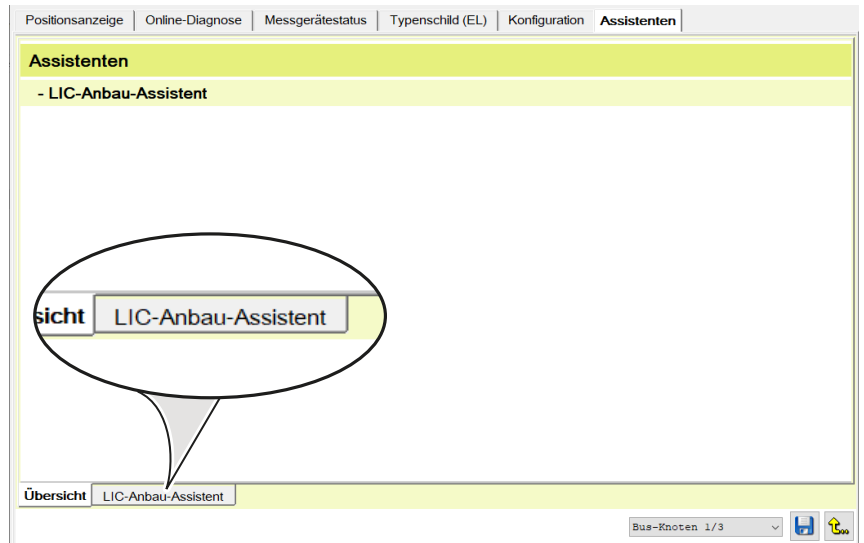 Positionsanzeige Online-Diagnose Messgerätestatus Typenschild (EL) Konfiguration Assistenten
Assistenten
- LIC-Anbau-Assistent
sicht LIC-Anbau-Assistent
Übersicht LIC-Anbau-Assistent
Bus-Knoten 1/3